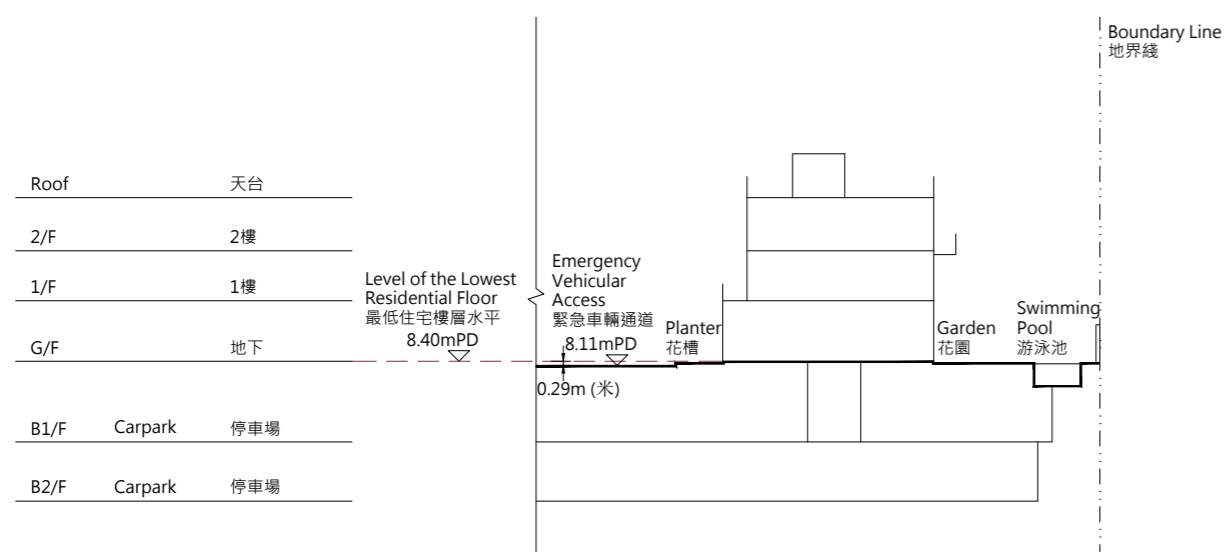 Boundary Line
地界綫
Roof 天台
2/F 2樓
1/F 1樓
G/F 地下
B1/F Carpark 停車場
B2/F Carpark 停車場
Level of the Lowest
Residential Floor
最低住宅樓層水平
8.40mPD
Emergency
Vehicular
Access
緊急車輛通道
8.11mPD
0.29m (米)
Planter
花槽
Garden
花園
Swimming
Pool
游泳池